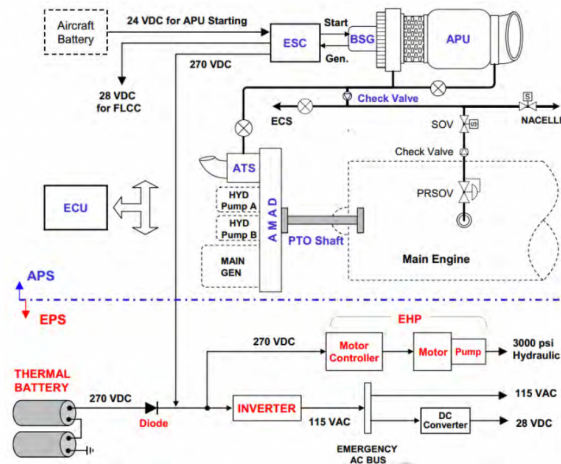 Aircraft
Battery
24 VDC for APU Starting
ESC
Start
Gen.
BSG
APU
270 VDC
28 VDC
for FLCC
Check Valve
ECS
SOV
S
S
NACELLE
Check Valve
ATS
PRSOV
ECU
HYD
Pump A
HYD
Pump B
MAIN
GEN
AMAD
PTO Shaft
Main Engine
APS
EPS
EHP
270 VDC
Motor
Controller
Motor
Pump
3000 psi
Hydraulic
THERMAL
BATTERY
270 VDC
Diode
INVERTER
115 VAC
115 VAC
DC
Converter
28 VDC
EMERGENCY
AC BUS